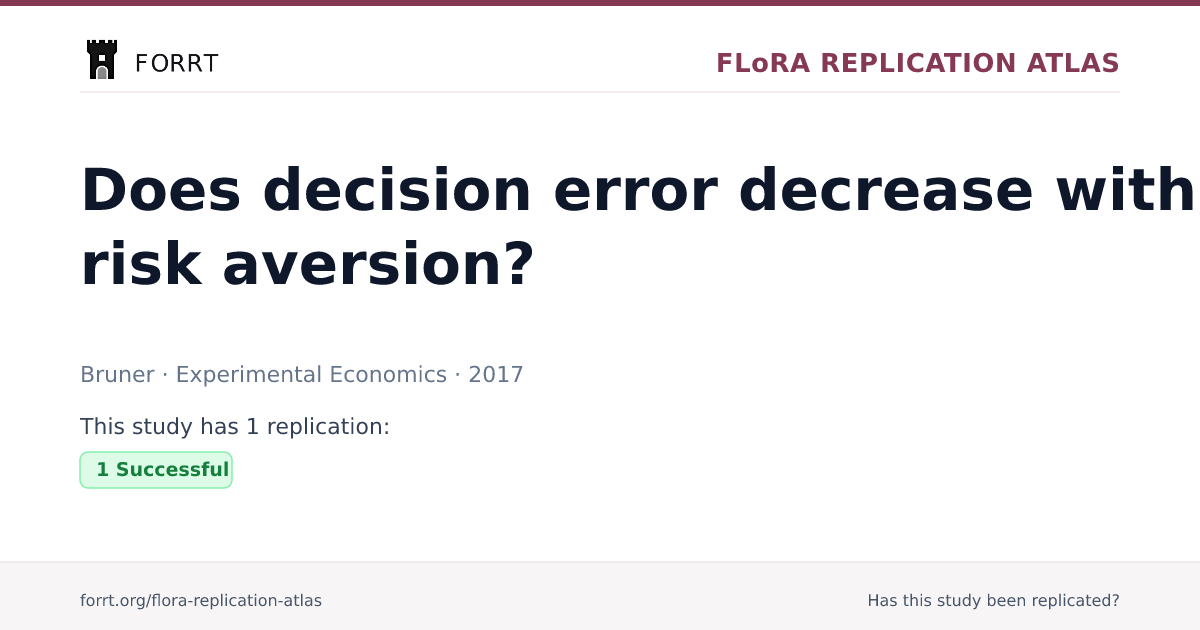 FORRT
FLoRA REPLICATION ATLAS
Does decision error decrease with
risk aversion?
Bruner · Experimental Economics · 2017
This study has 1 replication:
1 Successful
forrt.org/flora-replication-atlas
Has this study been replicated?